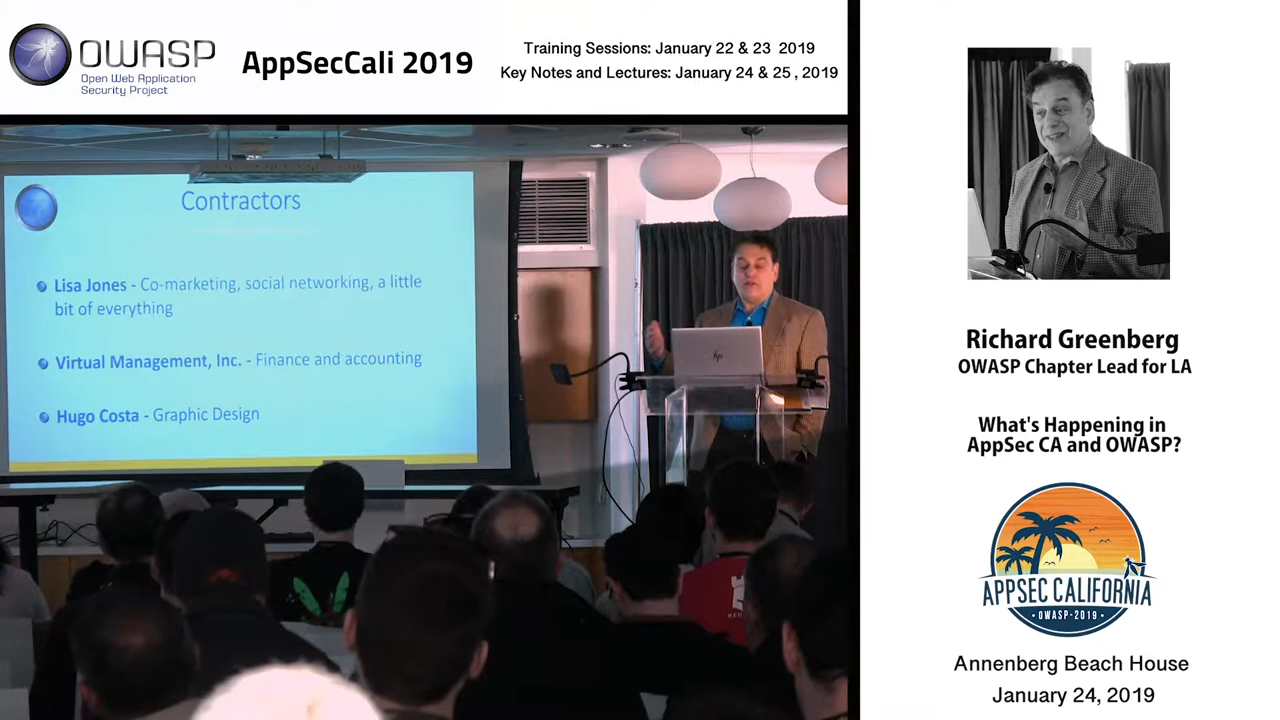 OWASP
Open Web Application
Security Project
AppSecCali 2019
Training Sessions: January 22 & 23 2019
Key Notes and Lectures: January 24 & 25, 2019
Contractors
Lisa Jones - Co-marketing, social networking, a little
bit of everything
Virtual Management, Inc. - Finance and accounting
Hugo Costa - Graphic Design
hp
Richard Greenberg
OWASP Chapter Lead for LA
What's Happening in
AppSec CA and OWASP?
APPSEC CALIFORNIA
• OWASP-2019 •
Annenberg Beach House
January 24, 2019